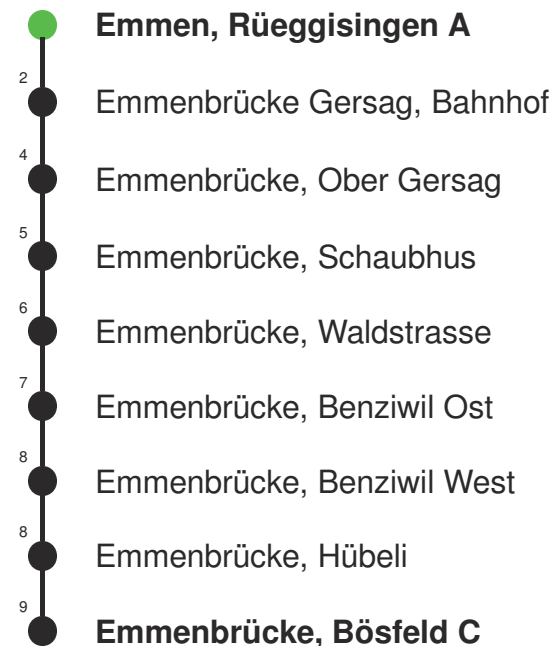 Emmen, Rüeggisingen A
2
Emmenbrücke Gersag, Bahnhof
4
Emmenbrücke, Ober Gersag
5
Emmenbrücke, Schaubhus
6
Emmenbrücke, Waldstrasse
7
Emmenbrücke, Benziwil Ost
8
Emmenbrücke, Benziwil West
8
Emmenbrücke, Hübeli
9
Emmenbrücke, Bösfeld C